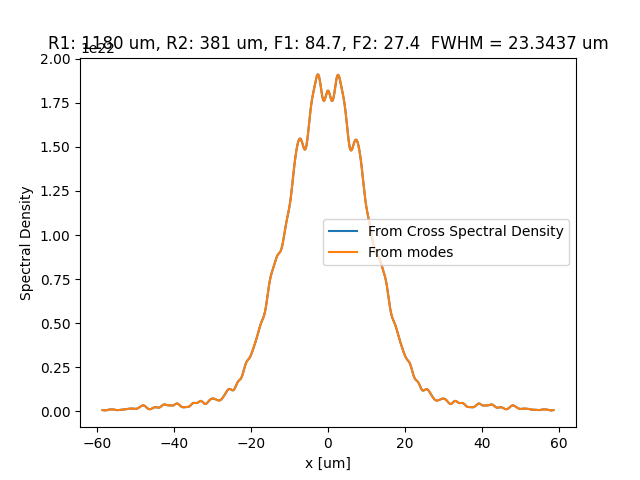 R1: 1180 um, R2: 381 um, F1: 84.7, F2: 27.4  FWHM = 23.3437 um
1e22
2.00
1.75
1.50
1.25
1.00
0.75
0.50
0.25
0.00
Spectral Density
From Cross Spectral Density
From modes
−60 −40 −20 0 20 40 60
x [um]